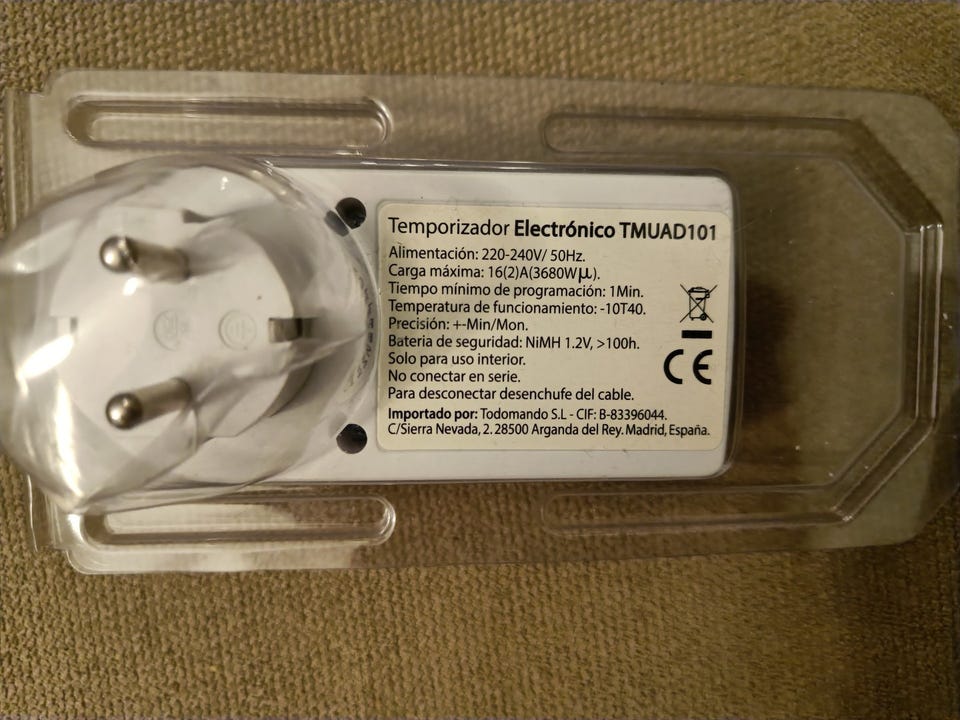 Temporizador Electrónico TMUAD101
Alimentación: 220-240V/ 50Hz.
Carga máxima: 16(2)A(3680Wµ).
Tiempo mínimo de programación: 1Min.
Temperatura de funcionamiento: -10T40.
Precisión: +-Min/Mon.
Bateria de seguridad: NiMH 1.2V, >100h.
Solo para uso interior.
No conectar en serie.
Para desconectar desenchufe del cable.
Importado por: Todomando S.L - CIF: B-83396044.
C/Sierra Nevada, 2. 28500 Arganda del Rey. Madrid, España.
CE